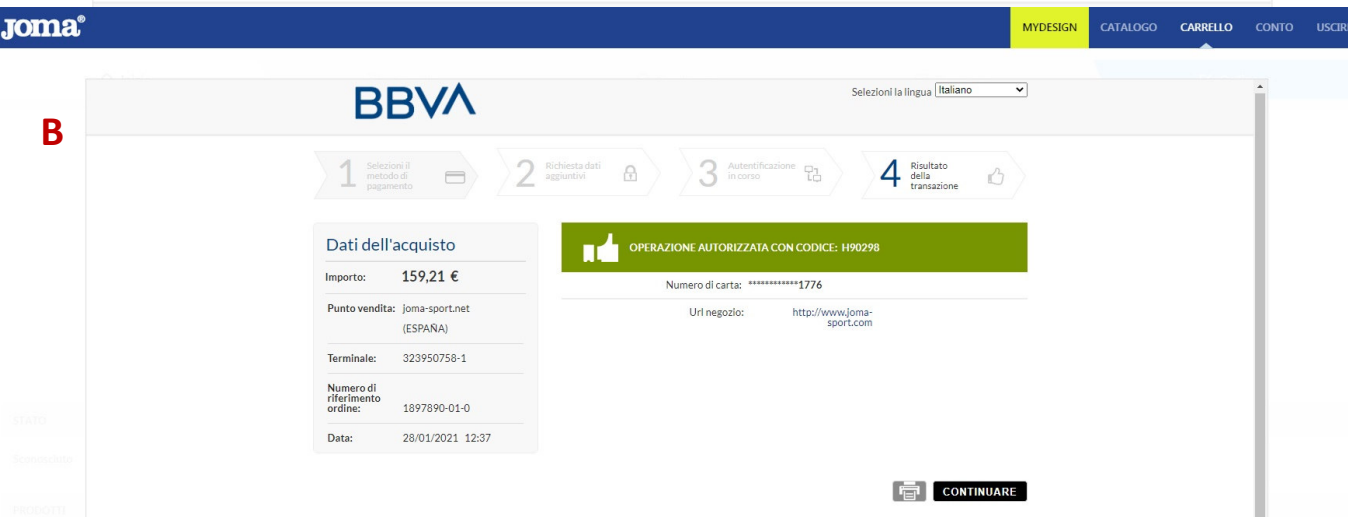 Joma®
MYDESIGN CATALOGO CARRELLO CONTO
B
BBVA
Selezioni la lingua Italiano
1 Selezioni il
metodo di
pagamento
2 Richiesta dati
aggiuntivi
3 Autentificazione
in corso
4 Risultato
della
transazione
Dati dell'acquisto
Importo: 159,21 €
Punto vendita: joma-sport.net
(ESPAÑA)
Terminale: 323950758-1
Numero di
riferimento
ordine: 1897890-01-0
Data: 28/01/2021 12:37
OPERAZIONE AUTORIZZATA CON CODICE: H90298
Numero di carta: ************1776
Url negozio: http://www.joma-
sport.com
CONTINUARE
STATO
PRODOTTI